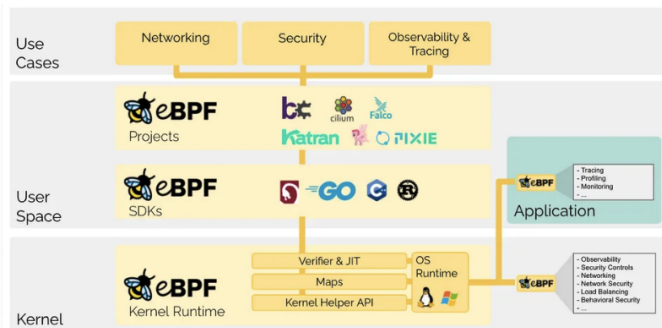 Use
Cases
Networking
Security
Observability &
Tracing
User
Space
eBPF
Projects
bcc
cilium
Falco
Katran
PIXIE
eBPF
SDKs
GO
C++
R
eBPF
Application
- Tracing
- Profiling
- Monitoring
- ...
Kernel
eBPF
Kernel Runtime
Verifier & JIT
Maps
Kernel Helper API
OS
Runtime
eBPF
- Observability
- Security Controls
- Networking
- Network Security
- Load Balancing
- Behavioral Security
- ...